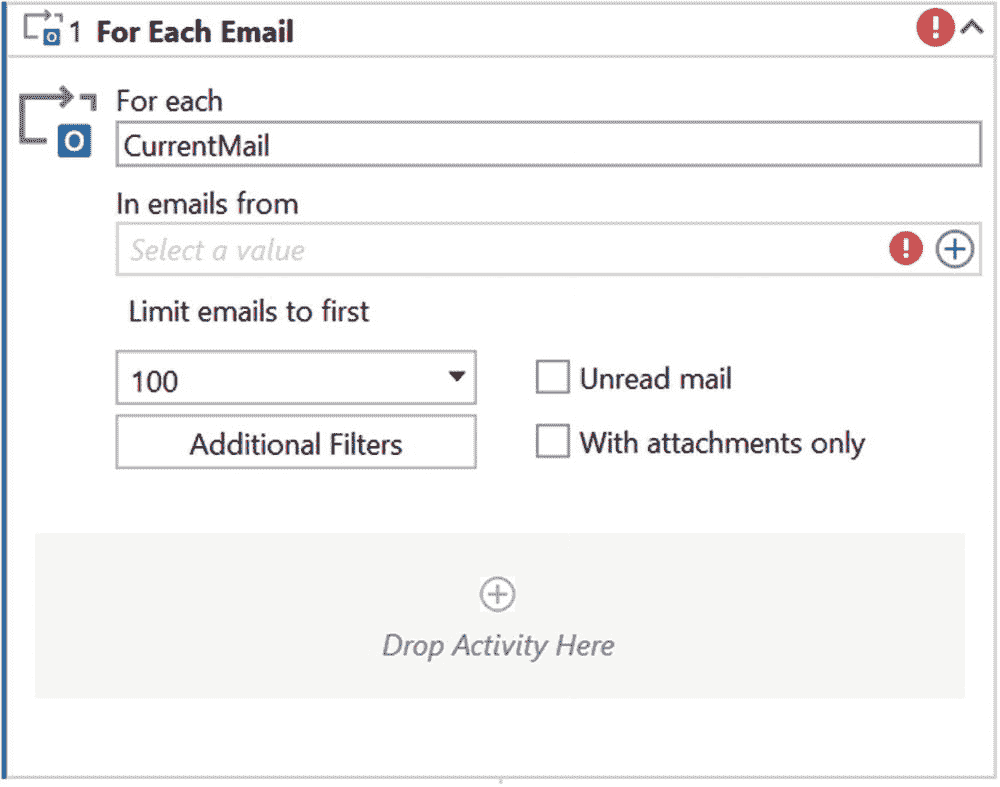 1 For Each Email
For each
O
CurrentMail
In emails from
Select a value
Limit emails to first
100
Unread mail
Additional Filters
With attachments only
Drop Activity Here